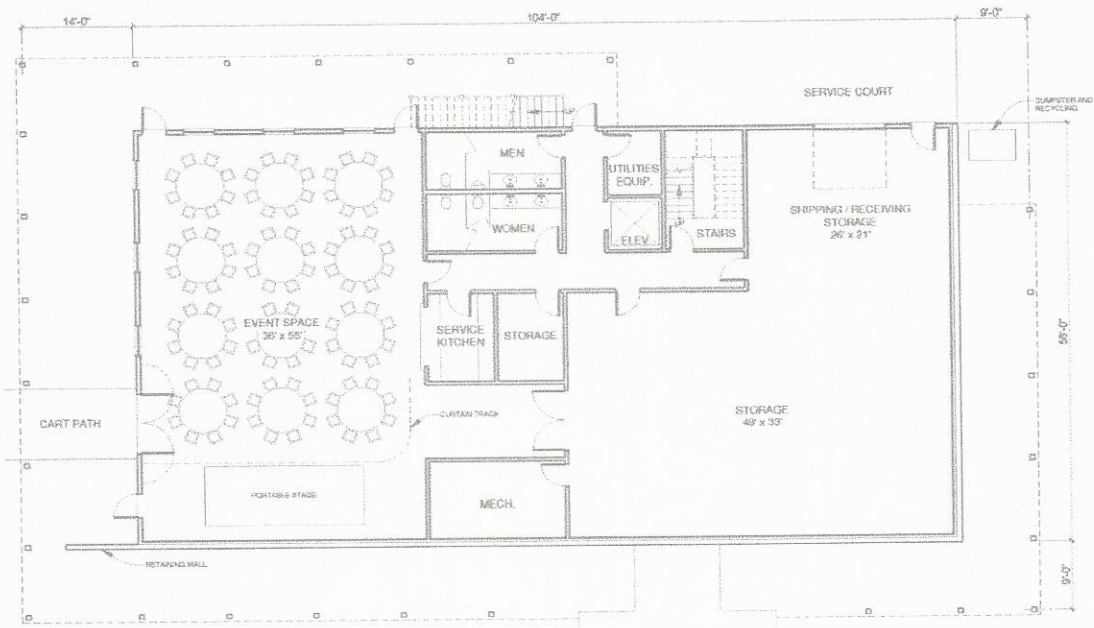 14'-0"
104'-0"
9'-0"
SERVICE COURT
DUMPSTER AND
RECYCLING
MEN
UTILITIES
EQUIP.
WOMEN
ELEV
STAIRS
SHIPPING / RECEIVING
STORAGE
26' x 21'
EVENT SPACE
36' x 55'
SERVICE
KITCHEN
STORAGE
55'-0"
CART PATH
CURTAIN TRACK
STORAGE
49' x 33'
PORTABLE STAGE
MECH.
RETAINING WALL
9'-0"